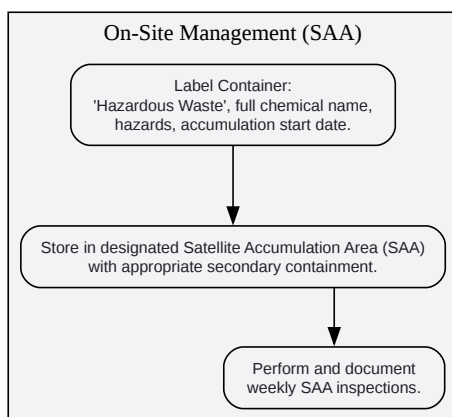 On-Site Management (SAA)
Label Container:
'Hazardous Waste', full chemical name,
hazards, accumulation start date.
Store in designated Satellite Accumulation Area (SAA)
with appropriate secondary containment.
Perform and document
weekly SAA inspections.